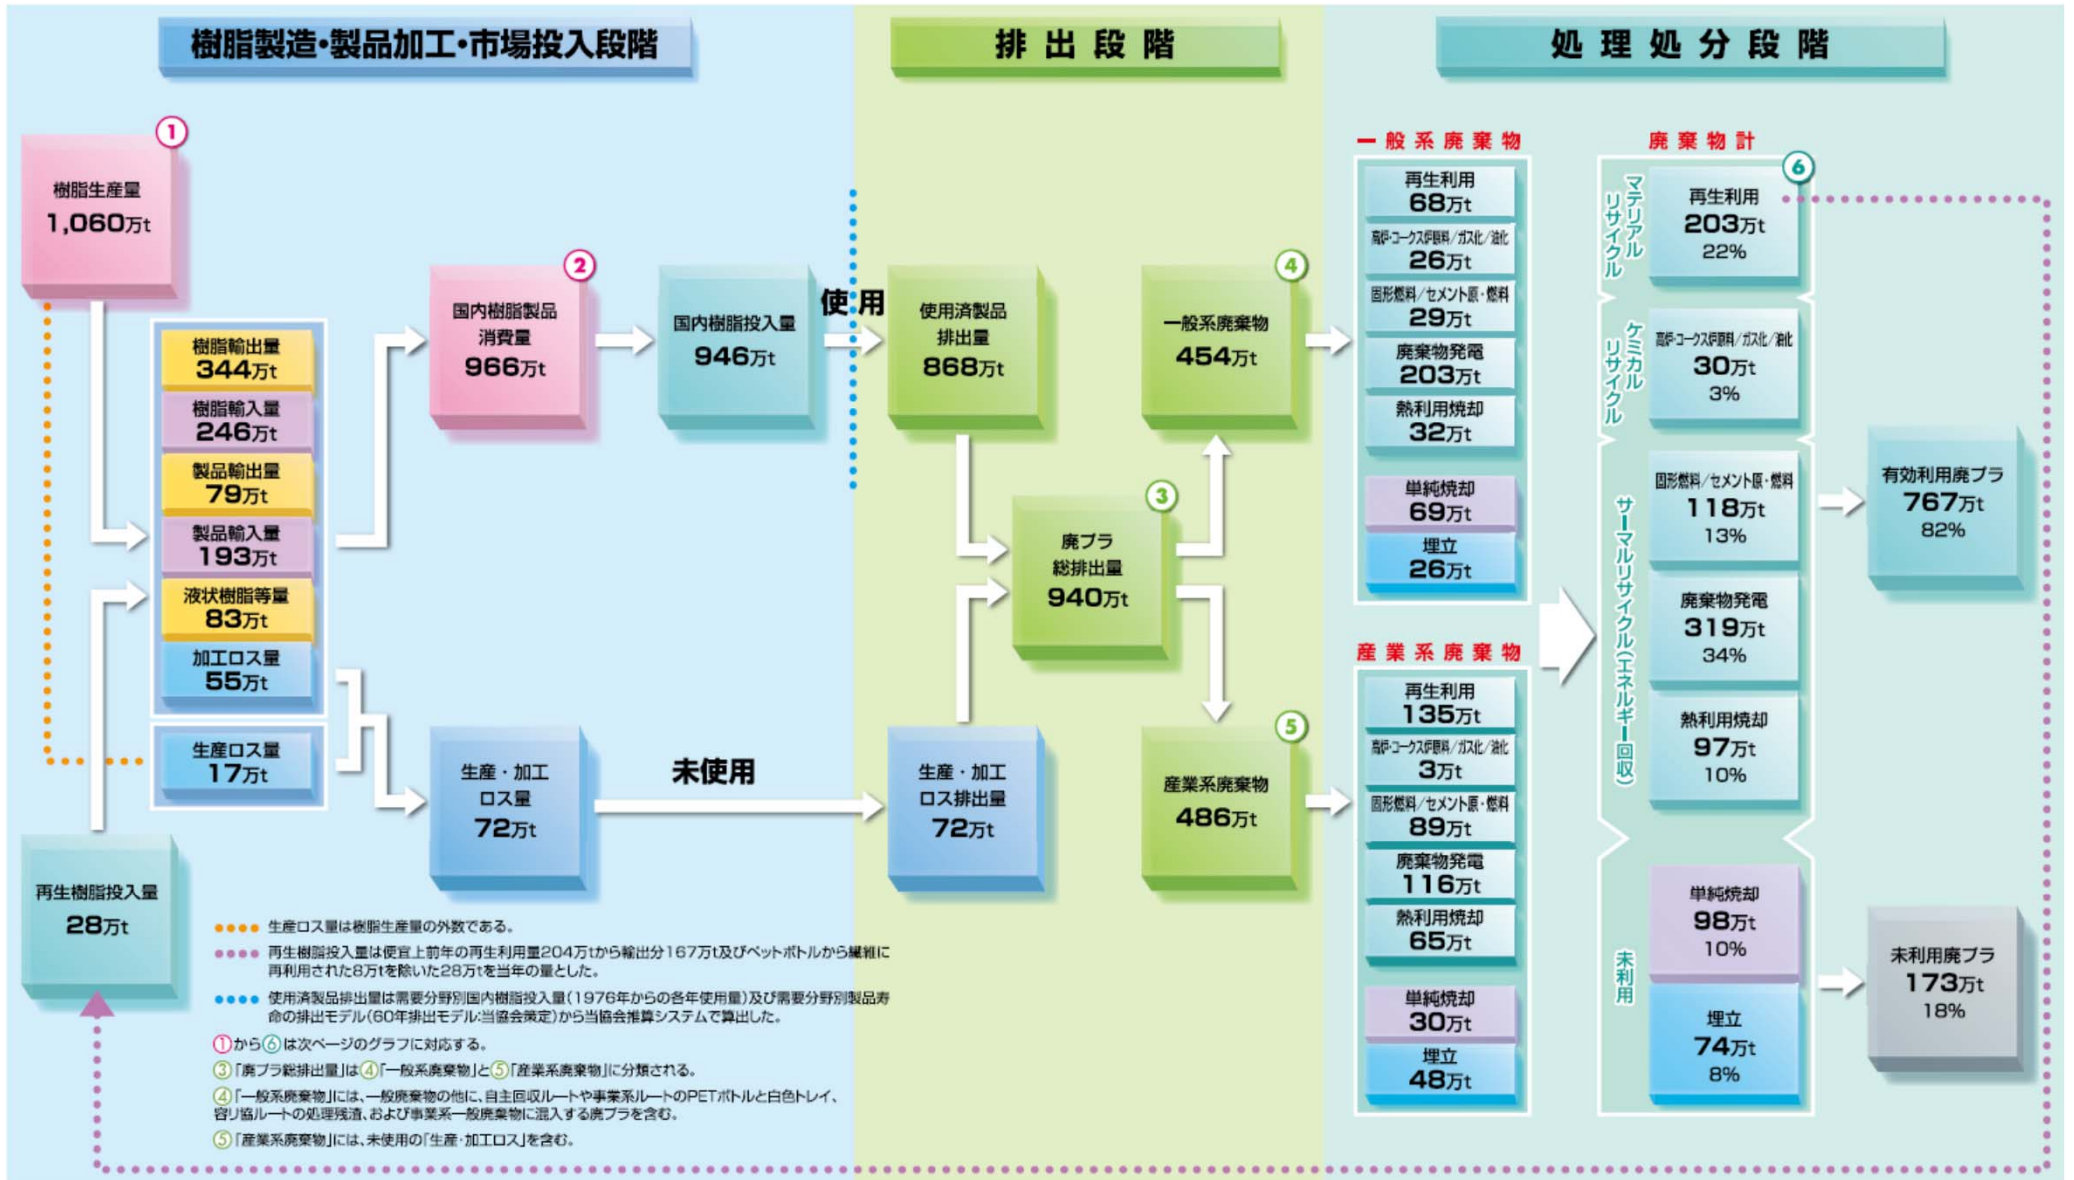 樹脂製造・製品加工・市場投入段階
排出段階
処理処分段階
①
樹脂生産量
1,060万t
樹脂輸出量
344万t
樹脂輸入量
246万t
製品輸出量
79万t
製品輸入量
193万t
液状樹脂等量
83万t
加工ロス量
55万t
生産ロス量
17万t
再生樹脂投入量
28万t
②
国内樹脂製品
消費量
966万t
国内樹脂投入量
946万t
使用
生産・加工
ロス量
72万t
未使用
使用済製品
排出量
868万t
③
廃プラ
総排出量
940万t
生産・加工
ロス排出量
72万t
④
一般系廃棄物
454万t
⑤
産業系廃棄物
486万t
一般系廃棄物
再生利用
68万t
高炉・コークス炉原料/ガス化/油化
26万t
固形燃料/セメント原・燃料
29万t
廃棄物発電
203万t
熱利用焼却
32万t
単純焼却
69万t
埋立
26万t
産業系廃棄物
再生利用
135万t
高炉・コークス炉原料/ガス化/油化
3万t
固形燃料/セメント原・燃料
89万t
廃棄物発電
116万t
熱利用焼却
65万t
単純焼却
30万t
埋立
48万t
廃棄物計
⑥
マテリアル
リサイクル
再生利用
203万t
22%
ケミカル
リサイクル
高炉・コークス炉原料/ガス化/油化
30万t
3%
サーマルリサイクル(エネルギー回収)
固形燃料/セメント原・燃料
118万t
13%
廃棄物発電
319万t
34%
熱利用焼却
97万t
10%
未利用
単純焼却
98万t
10%
埋立
74万t
8%
有効利用廃プラ
767万t
82%
未利用廃プラ
173万t
18%
生産ロス量は樹脂生産量の外数である。
再生樹脂投入量は便宜上前年の再生利用量204万tから輸出分167万t及びペットボトルから繊維に
再利用された8万tを除いた28万tを当年の量とした。
使用済製品排出量は需要分野別国内樹脂投入量(1976年からの各年使用量)及び需要分野別製品寿
命の排出モデル(60年排出モデル:当協会策定)から当協会推算システムで算出した。
①から⑥は次ページのグラフに対応する。
③「廃プラ総排出量」は④「一般系廃棄物」と⑤「産業系廃棄物」に分類される。
④「一般系廃棄物」には、一般廃棄物の他に、自主回収ルートや事業系ルートのPETボトルと白色トレイ、
容リ協ルートの処理残渣、および事業系一般廃棄物に混入する廃プラを含む。
⑤「産業系廃棄物」には、未使用の「生産・加工ロス」を含む。